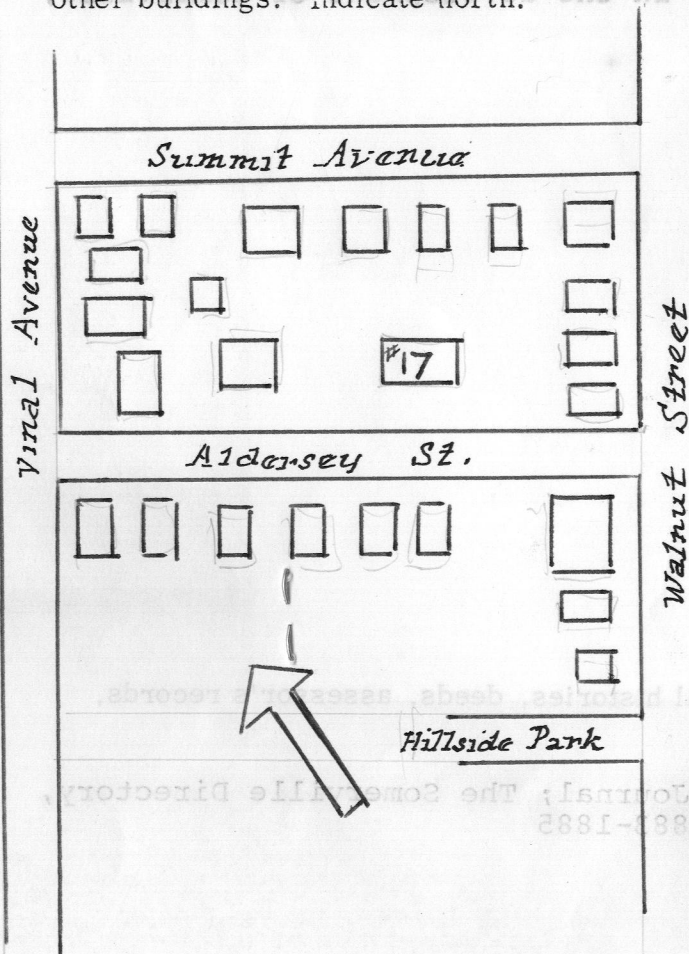 other buildings. Indicate north.
Summit Avenue
Vinal Avenue
#17
Walnut Street
Aldersey St.
l histories, deeds, assessor's records,
Hillside Park
Journal; The Somerville Directory,
1883-1885